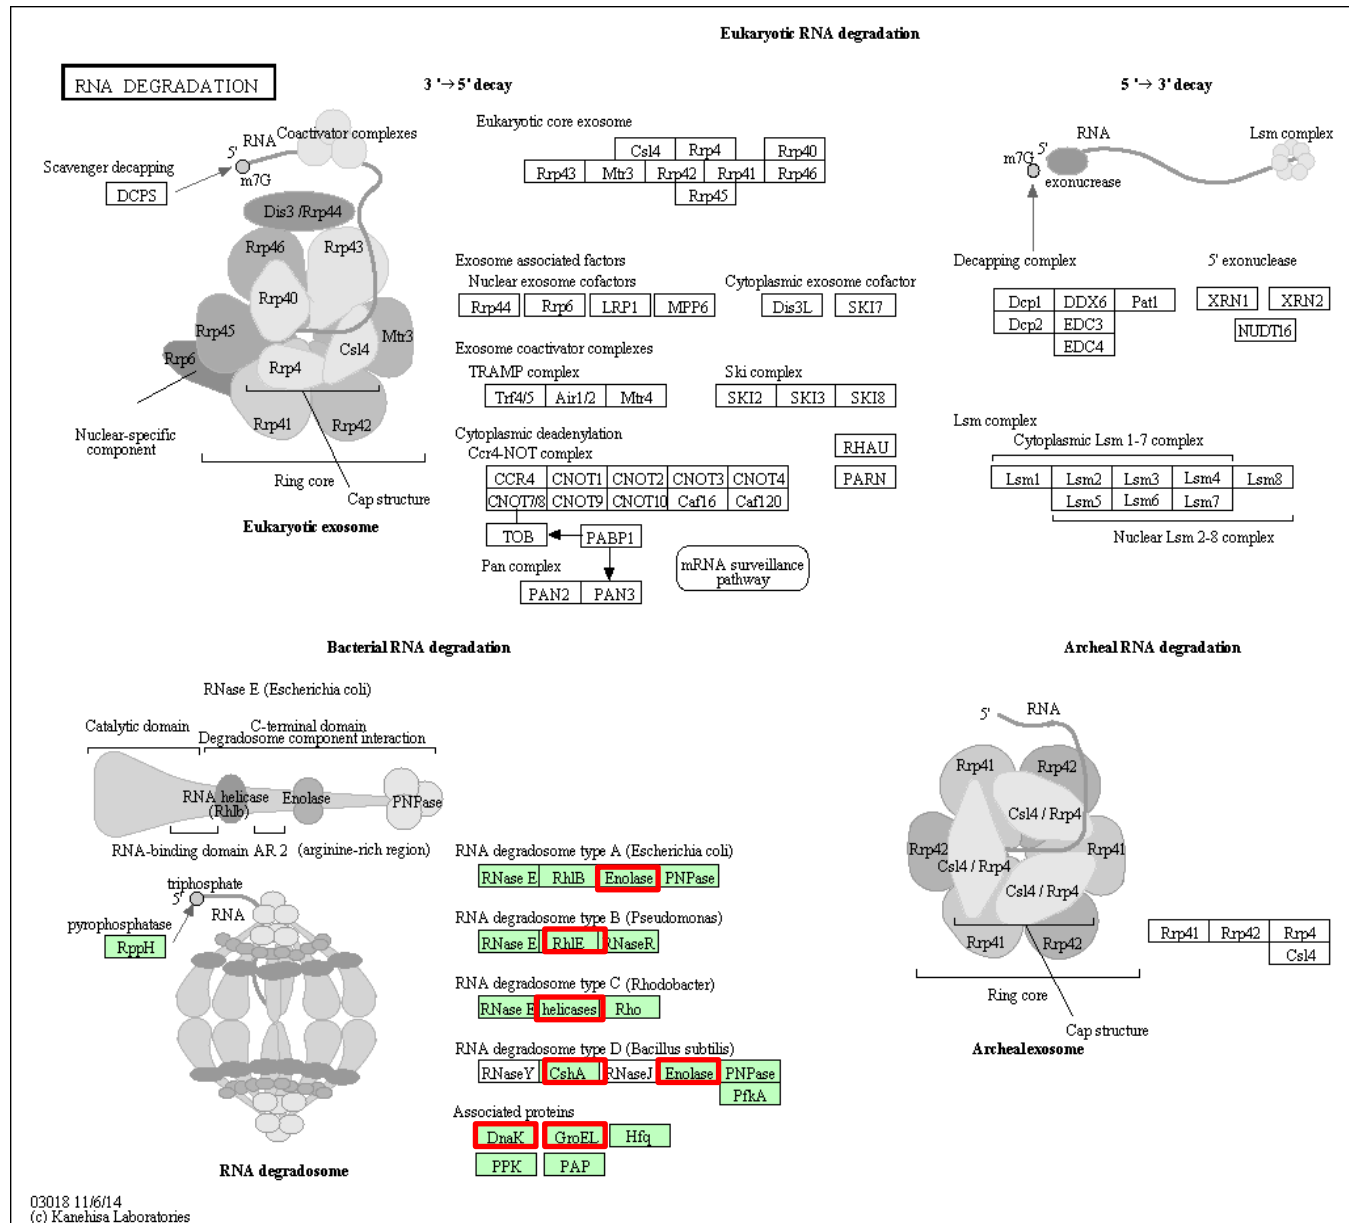 Eukaryotic RNA degradation
RNA DEGRADATION
3 '→5' decay
5 '→ 3' decay
Coactivator complexes
RNA
5'
m7G
Scavenger decapping
DCPS
Dis3 /Rrp44
Rrp46
Rrp43
Rrp40
Rrp45
Csl4
Mtr3
Rrp6
Rrp4
Rrp41
Rrp42
Nuclear-specific
component
Ring core
Cap structure
Eukaryotic exosome
Eukaryotic core exosome
Csl4 Rrp4 Rrp40
Rrp43 Mtr3 Rrp42 Rrp41 Rrp46
Rrp45
Exosome associated factors
Nuclear exosome cofactors
Rrp44 Rrp6 LRP1 MPP6
Cytoplasmic exosome cofactor
Dis3L SKI7
Exosome coactivator complexes
TRAMP complex
Trf4/5 Air1/2 Mtr4
Ski complex
SKI2 SKI3 SKI8
Cytoplasmic deadenylation
Ccr4-NOT complex
CCR4 CNOT1 CNOT2 CNOT3 CNOT4
CNOT7/8 CNOT9 CNOT10 Caf16 Caf120
RHAU
PARN
TOB PABP1
Pan complex
PAN2 PAN3
mRNA surveillance
pathway
RNA
Lsm complex
5'
m7G
exonucrease
Decapping complex
Dcp1 DDX6 Pat1
Dcp2 EDC3
EDC4
5' exonuclease
XRN1 XRN2
NUDT16
Lsm complex
Cytoplasmic Lsm 1-7 complex
Lsm1 Lsm2 Lsm3 Lsm4 Lsm8
Lsm5 Lsm6 Lsm7
Nuclear Lsm 2-8 complex
Bacterial RNA degradation
RNase E (Escherichia coli)
Catalytic domain
C-terminal domain
Degradosome component interaction
RNA helicase
(Rhlb)
Enolase
PNPase
RNA-binding domain AR 2 (arginine-rich region)
triphosphate
5'
RNA
pyrophosphatase
RppH
RNA degradosome
RNA degradosome type A (Escherichia coli)
RNase E RhlB Enolase PNPase
RNA degradosome type B (Pseudomonas)
RNase E RhlE RNaseR
RNA degradosome type C (Rhodobacter)
RNase E helicases Rho
RNA degradosome type D (Bacillus subtilis)
RNaseY CshA RNaseJ Enolase PNPase
PfkA
Associated proteins
DnaK GroEL Hfq
PPK PAP
Archeal RNA degradation
5'
RNA
Rrp41
Rrp42
Csl4 / Rrp4
Rrp42
Rrp41
Csl4 / Rrp4
Csl4 / Rrp4
Rrp41
Rrp42
Ring core
Cap structure
Archealexosome
Rrp41 Rrp42 Rrp4
Csl4
03018 11/6/14
(c) Kanehisa Laboratories